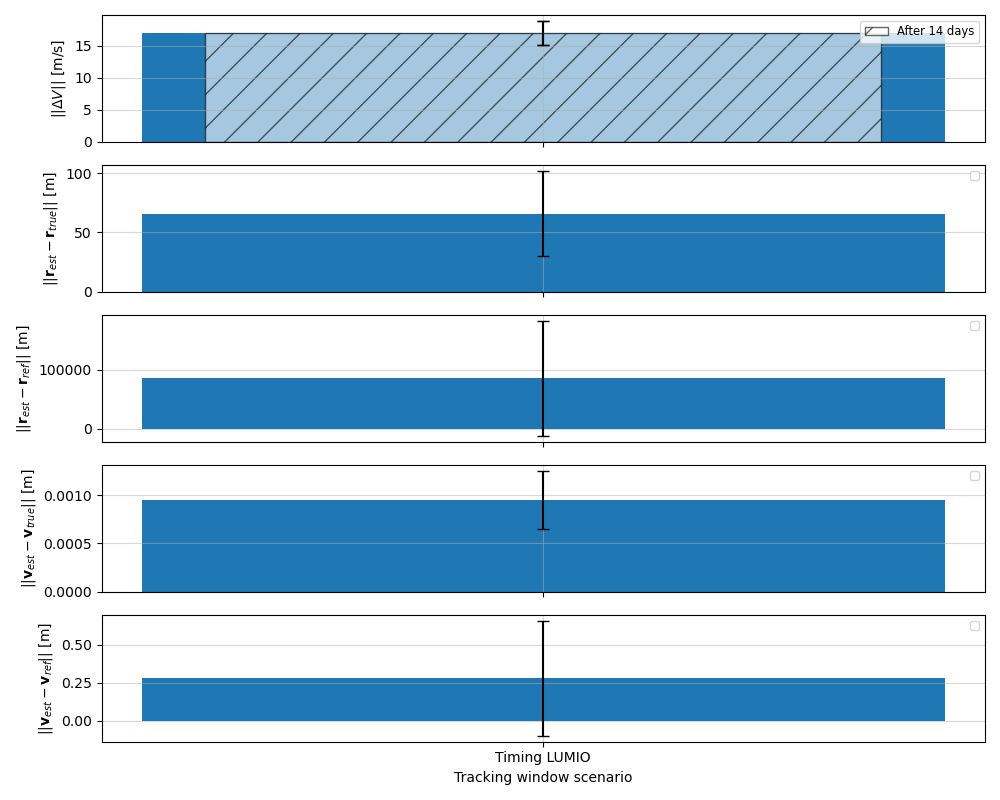 ||ΔV|| [m/s]
15
10
5
0
After 14 days
||r_est − r_true|| [m]
100
50
0
||r_est − r_ref|| [m]
100000
0
||v_est − v_true|| [m]
0.0010
0.0005
0.0000
||v_est − v_ref|| [m]
0.50
0.25
0.00
Timing LUMIO
Tracking window scenario